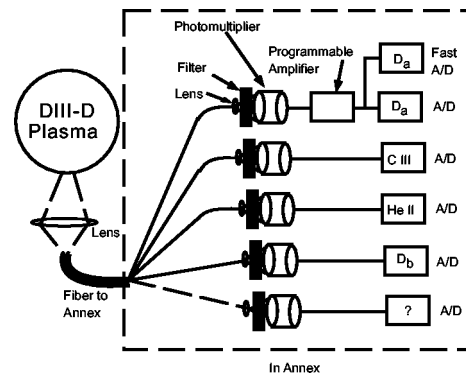 Photomultiplier
Programmable
Amplifier
Filter
Lens
Fast
A/D
Da
Da
A/D
DIII-D
Plasma
C III
A/D
He II
A/D
Lens
Db
A/D
Fiber to
Annex
?
A/D
In Annex